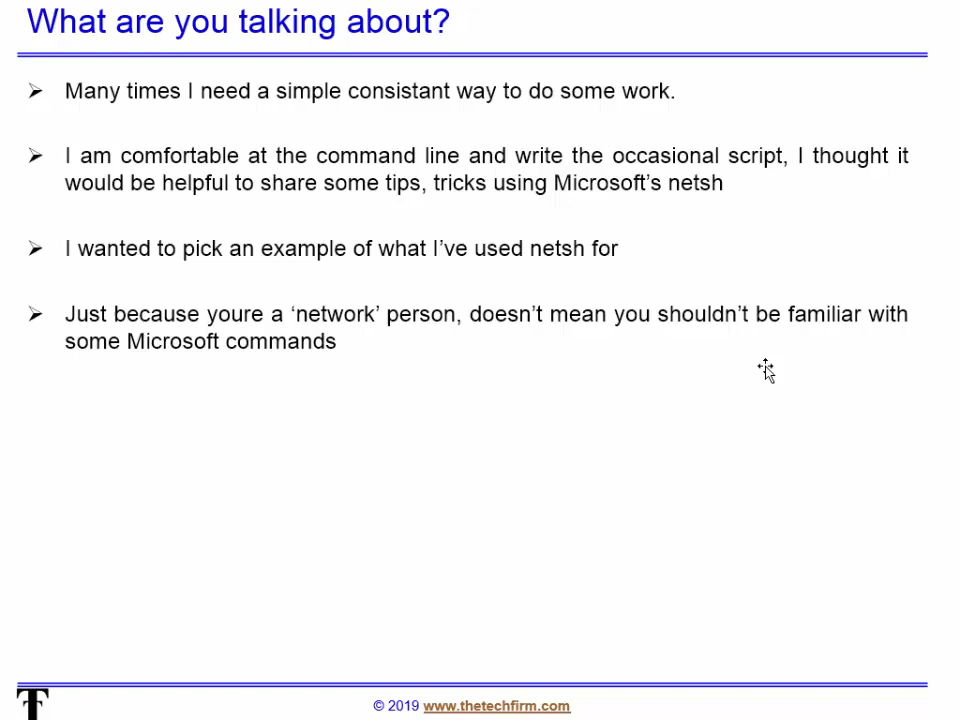 What are you talking about?
Many times I need a simple consistant way to do some work.
I am comfortable at the command line and write the occasional script, I thought it
would be helpful to share some tips, tricks using Microsoft’s netsh
I wanted to pick an example of what I’ve used netsh for
Just because youre a ‘network’ person, doesn’t mean you shouldn’t be familiar with
some Microsoft commands
© 2019 www.thetechfirm.com